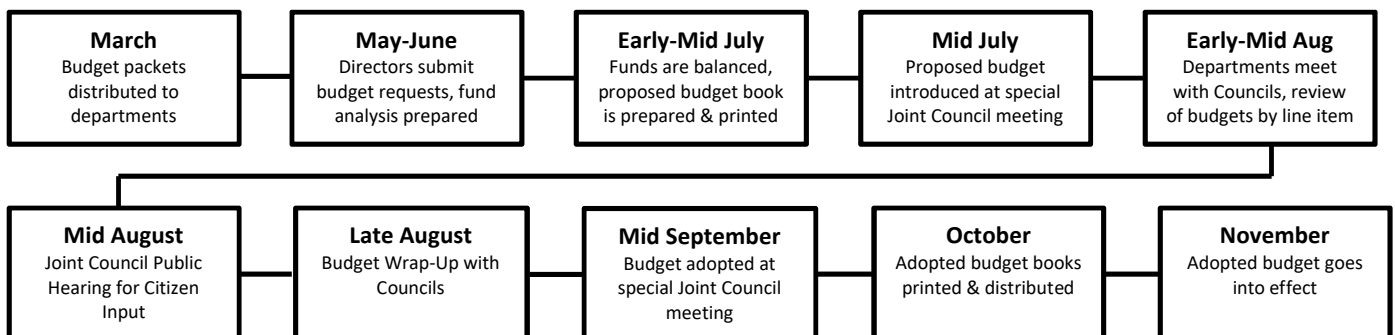 March
Budget packets
distributed to
departments
May-June
Directors submit
budget requests, fund
analysis prepared
Early-Mid July
Funds are balanced,
proposed budget book
is prepared & printed
Mid July
Proposed budget
introduced at special
Joint Council meeting
Early-Mid Aug
Departments meet
with Councils, review
of budgets by line item
Mid August
Joint Council Public
Hearing for Citizen
Input
Late August
Budget Wrap-Up with
Councils
Mid September
Budget adopted at
special Joint Council
meeting
October
Adopted budget books
printed & distributed
November
Adopted budget goes
into effect